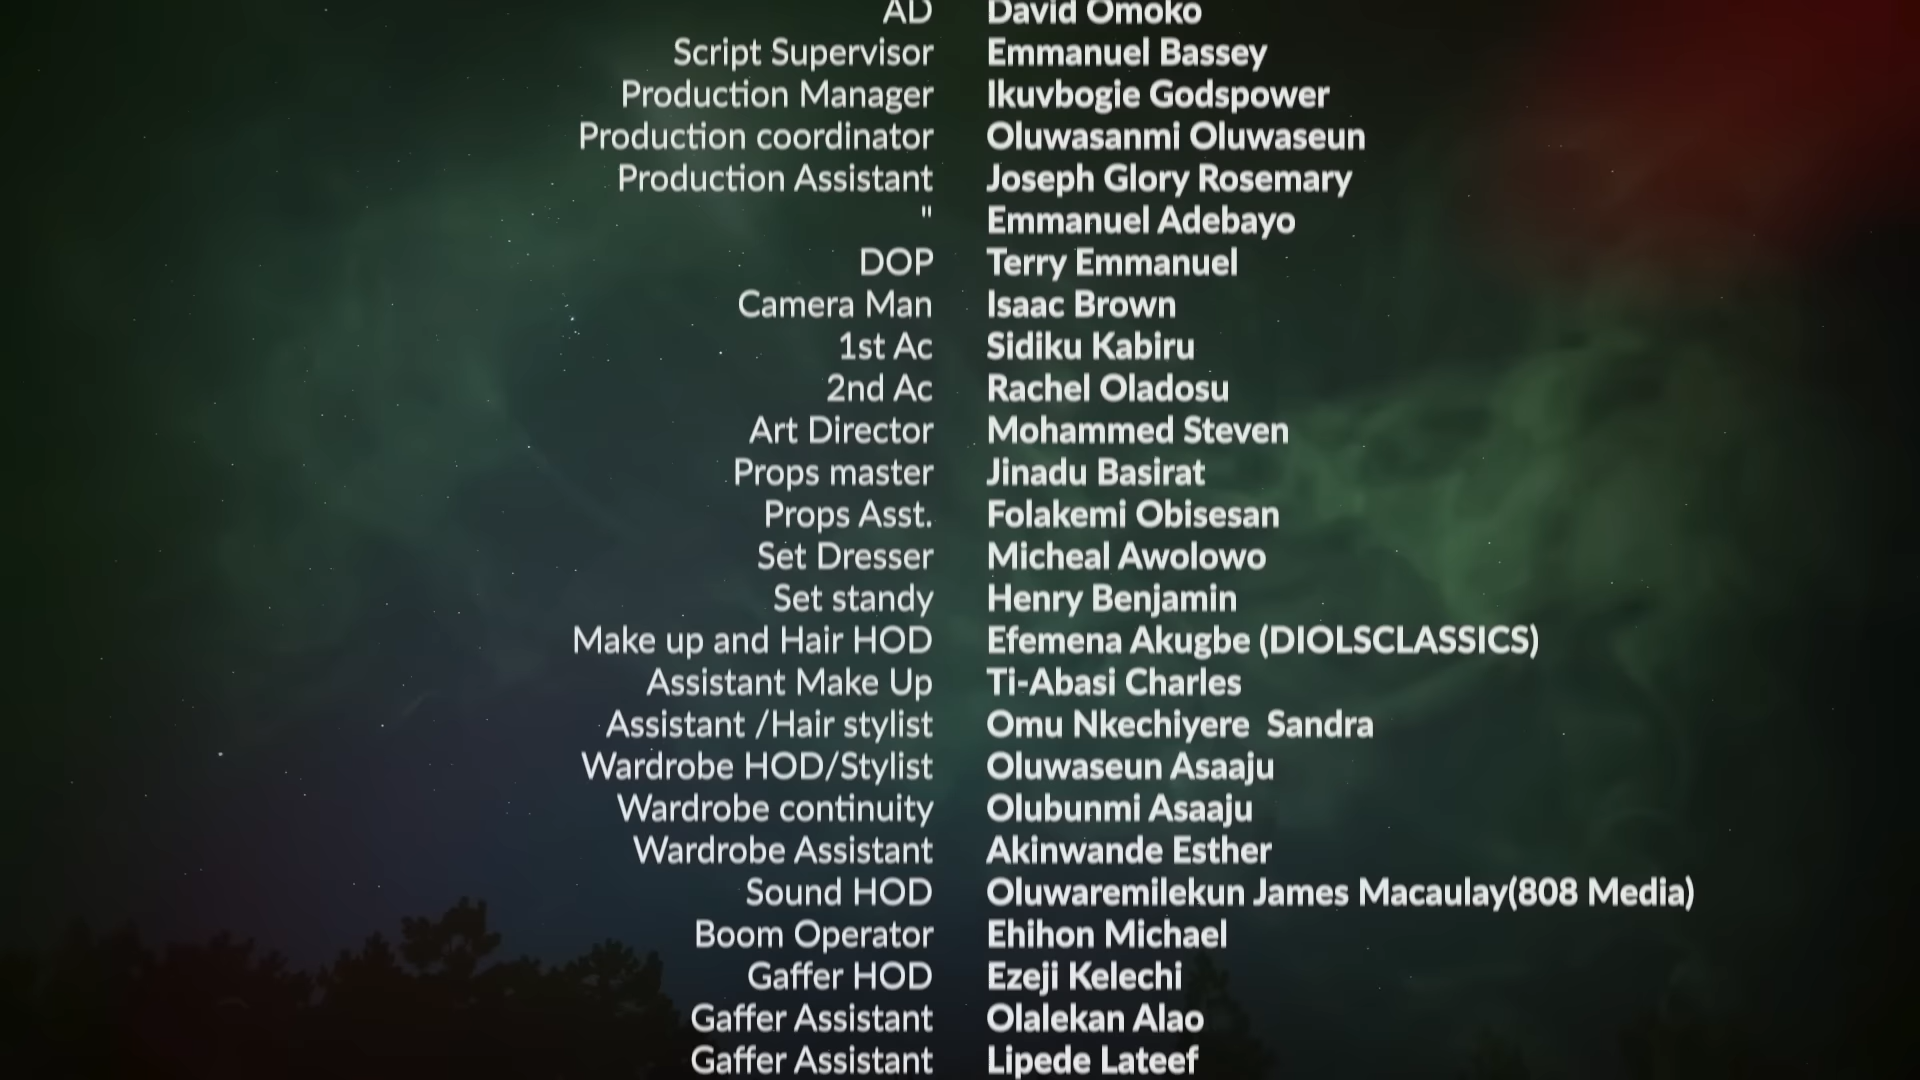 AD David Omoko
Script Supervisor Emmanuel Bassey
Production Manager Ikuvbogie Godspower
Production coordinator Oluwasanmi Oluwaseun
Production Assistant Joseph Glory Rosemary
" Emmanuel Adebayo
DOP Terry Emmanuel
Camera Man Isaac Brown
1st Ac Sidiku Kabiru
2nd Ac Rachel Oladosu
Art Director Mohammed Steven
Props master Jinadu Basirat
Props Asst. Folakemi Obisesan
Set Dresser Micheal Awolowo
Set standy Henry Benjamin
Make up and Hair HOD Efemena Akugbe (DIOLSCLASSICS)
Assistant Make Up Ti-Abasi Charles
Assistant /Hair stylist Omu Nkechiyere  Sandra
Wardrobe HOD/Stylist Oluwaseun Asaaju
Wardrobe continuity Olubunmi Asaaju
Wardrobe Assistant Akinwande Esther
Sound HOD Oluwaremilekun James Macaulay(808 Media)
Boom Operator Ehihon Michael
Gaffer HOD Ezeji Kelechi
Gaffer Assistant Olalekan Alao
Gaffer Assistant Lipede Lateef